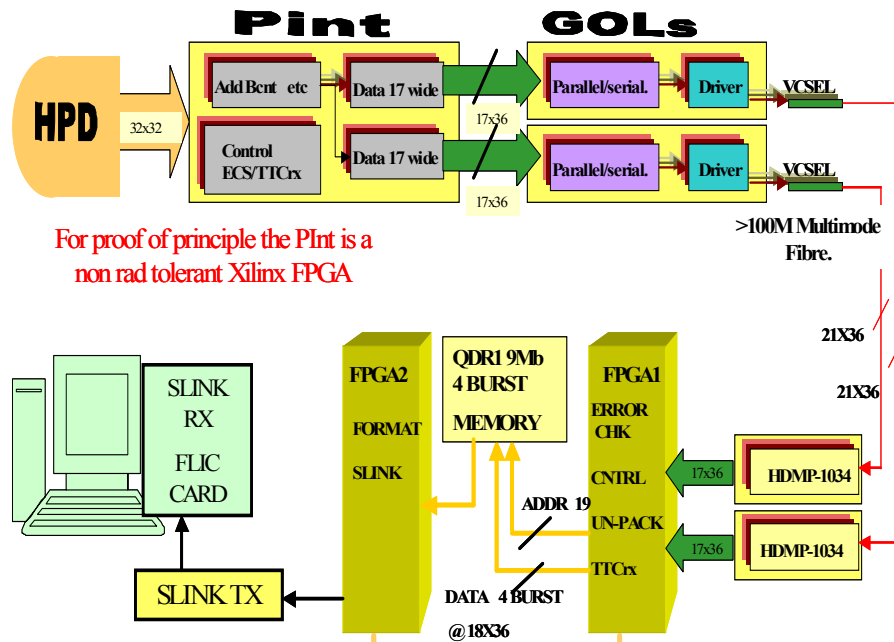 Pint
GOLs
HPD
32x32
Add Bcnt etc
Data 17 wide
Control
ECS/TTCrx
Data 17 wide
17x36
17x36
Parallel/serial.
Driver
VCSEL
Parallel/serial.
Driver
VCSEL
>100M Multimode
Fibre.
For proof of principle the PInt is a
non rad tolerant Xilinx FPGA
21X36
21X36
SLINK
RX
FLIC
CARD
SLINK TX
FPGA2
FORMAT
SLINK
QDR1 9Mb
4 BURST
MEMORY
ADDR 19
DATA 4 BURST
@ 18X36
FPGA1
ERROR
CHK
CNTRL
UN-PACK
TTCrx
17x36
HDMP-1034
17x36
HDMP-1034